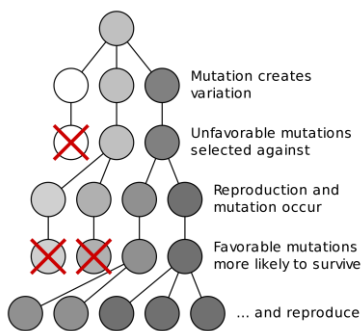 Mutation creates
variation
Unfavorable mutations
selected against
Reproduction and
mutation occur
Favorable mutations
more likely to survive
... and reproduce